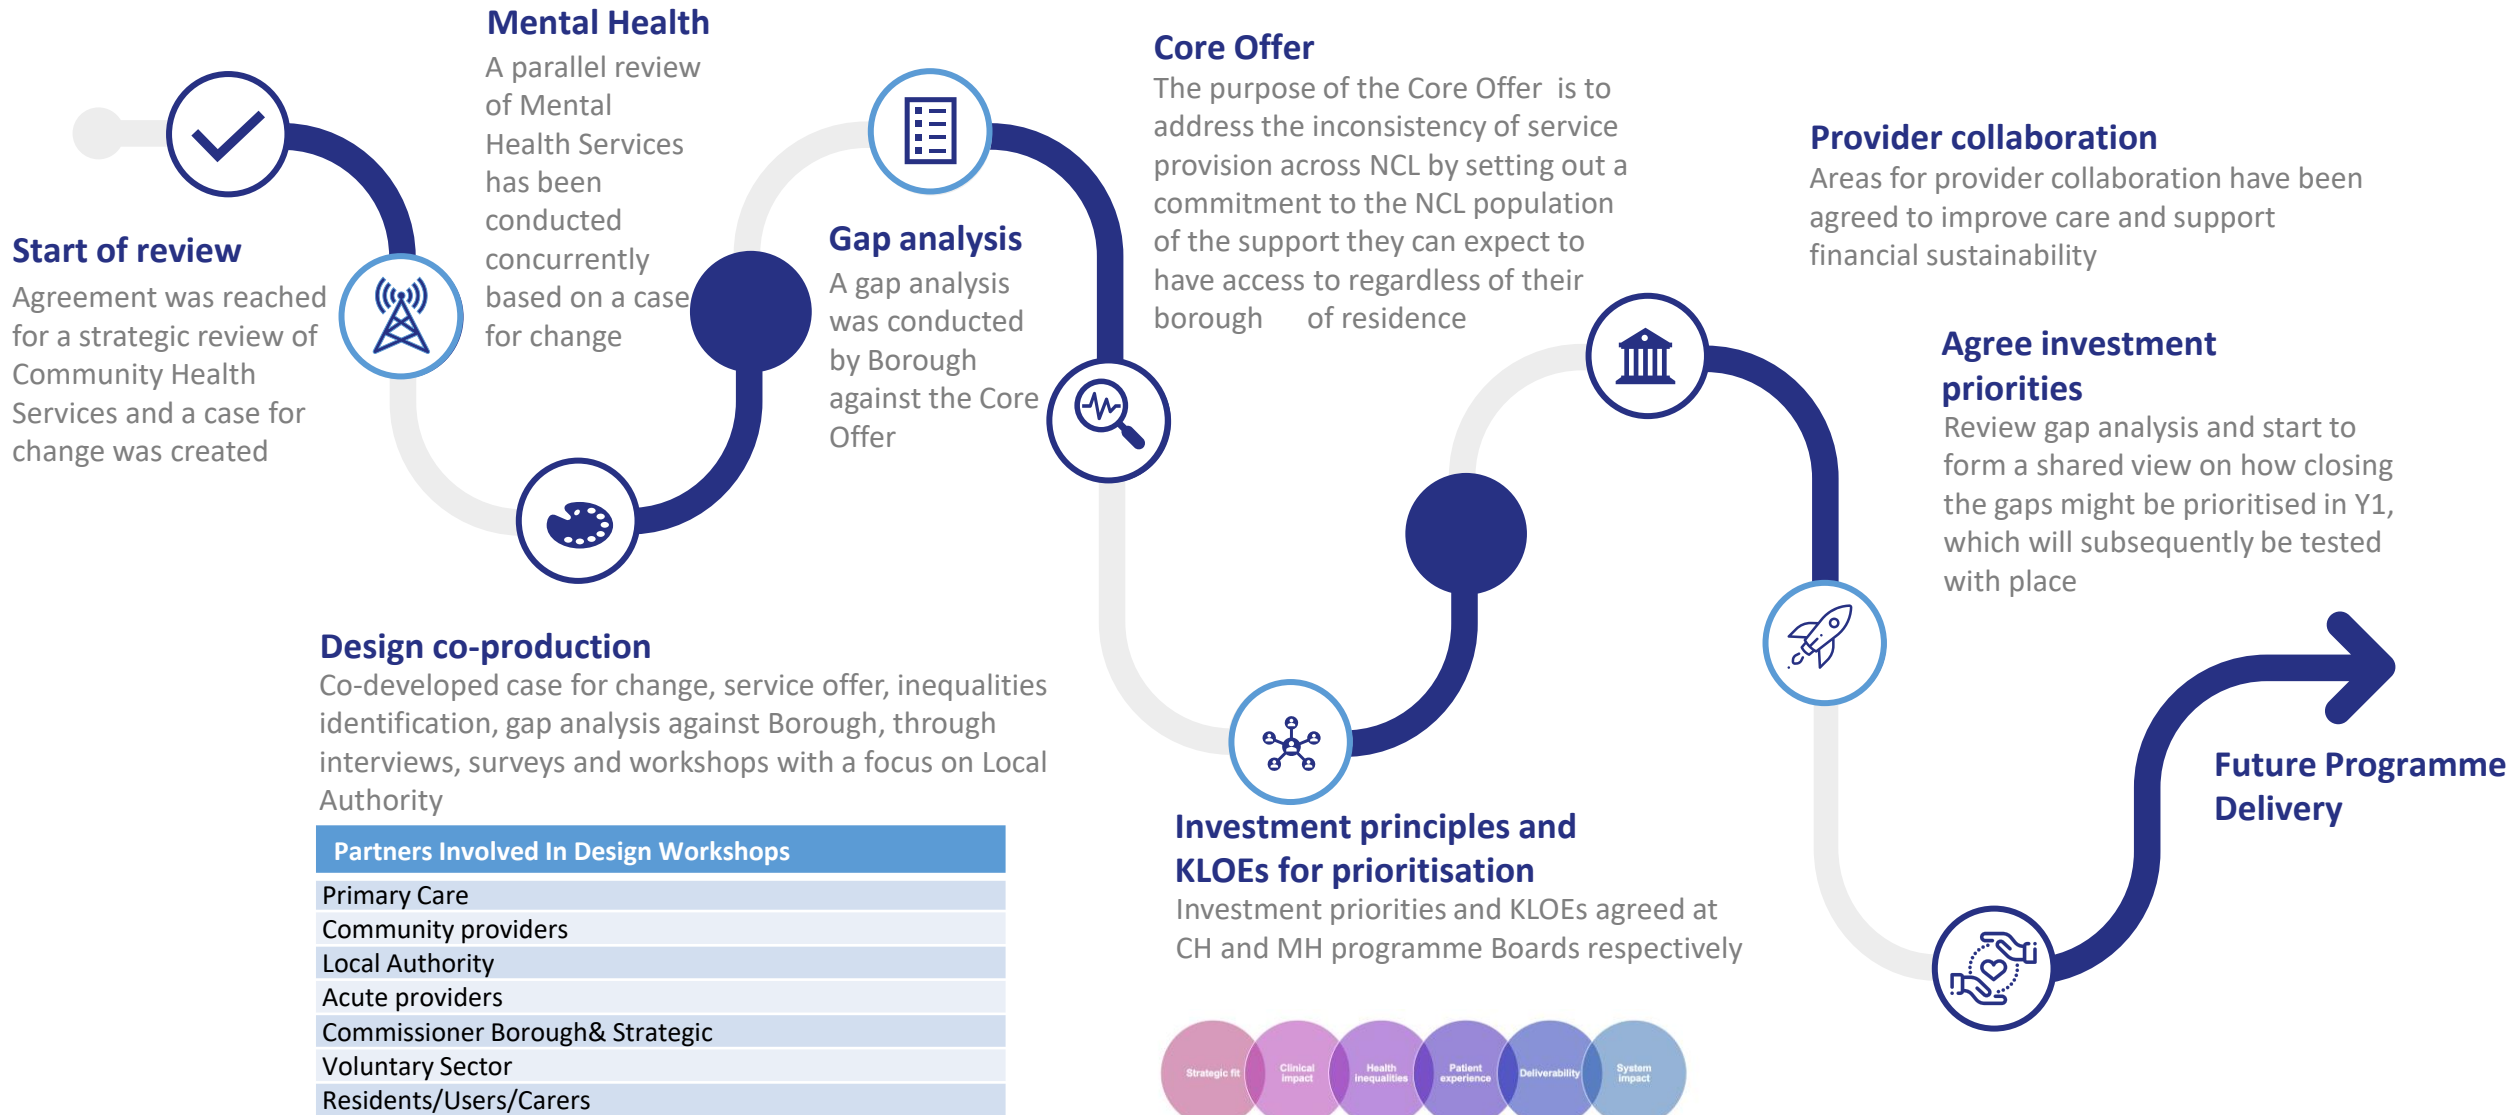 Start of review
Agreement was reached
for a strategic review of
Community Health
Services and a case for
change was created
Mental Health
A parallel review
of Mental
Health Services
has been
conducted
concurrently
based on a case
for change
Design co-production
Co-developed case for change, service offer, inequalities
identification, gap analysis against Borough, through
interviews, surveys and workshops with a focus on Local
Authority
Partners Involved In Design Workshops
Primary Care
Community providers
Local Authority
Acute providers
Commissioner Borough& Strategic
Voluntary Sector
Residents/Users/Carers
Gap analysis
A gap analysis
was conducted
by Borough
against the Core
Offer
Core Offer
The purpose of the Core Offer is to
address the inconsistency of service
provision across NCL by setting out a
commitment to the NCL population
of the support they can expect to
have access to regardless of their
borough of residence
Investment principles and
KLOEs for prioritisation
Investment priorities and KLOEs agreed at
CH and MH programme Boards respectively
Strategic fit
Clinical
impact
Health
inequalities
Patient
experience
Deliverability
System
impact
Provider collaboration
Areas for provider collaboration have been
agreed to improve care and support
financial sustainability
Agree investment
priorities
Review gap analysis and start to
form a shared view on how closing
the gaps might be prioritised in Y1,
which will subsequently be tested
with place
Future Programme
Delivery